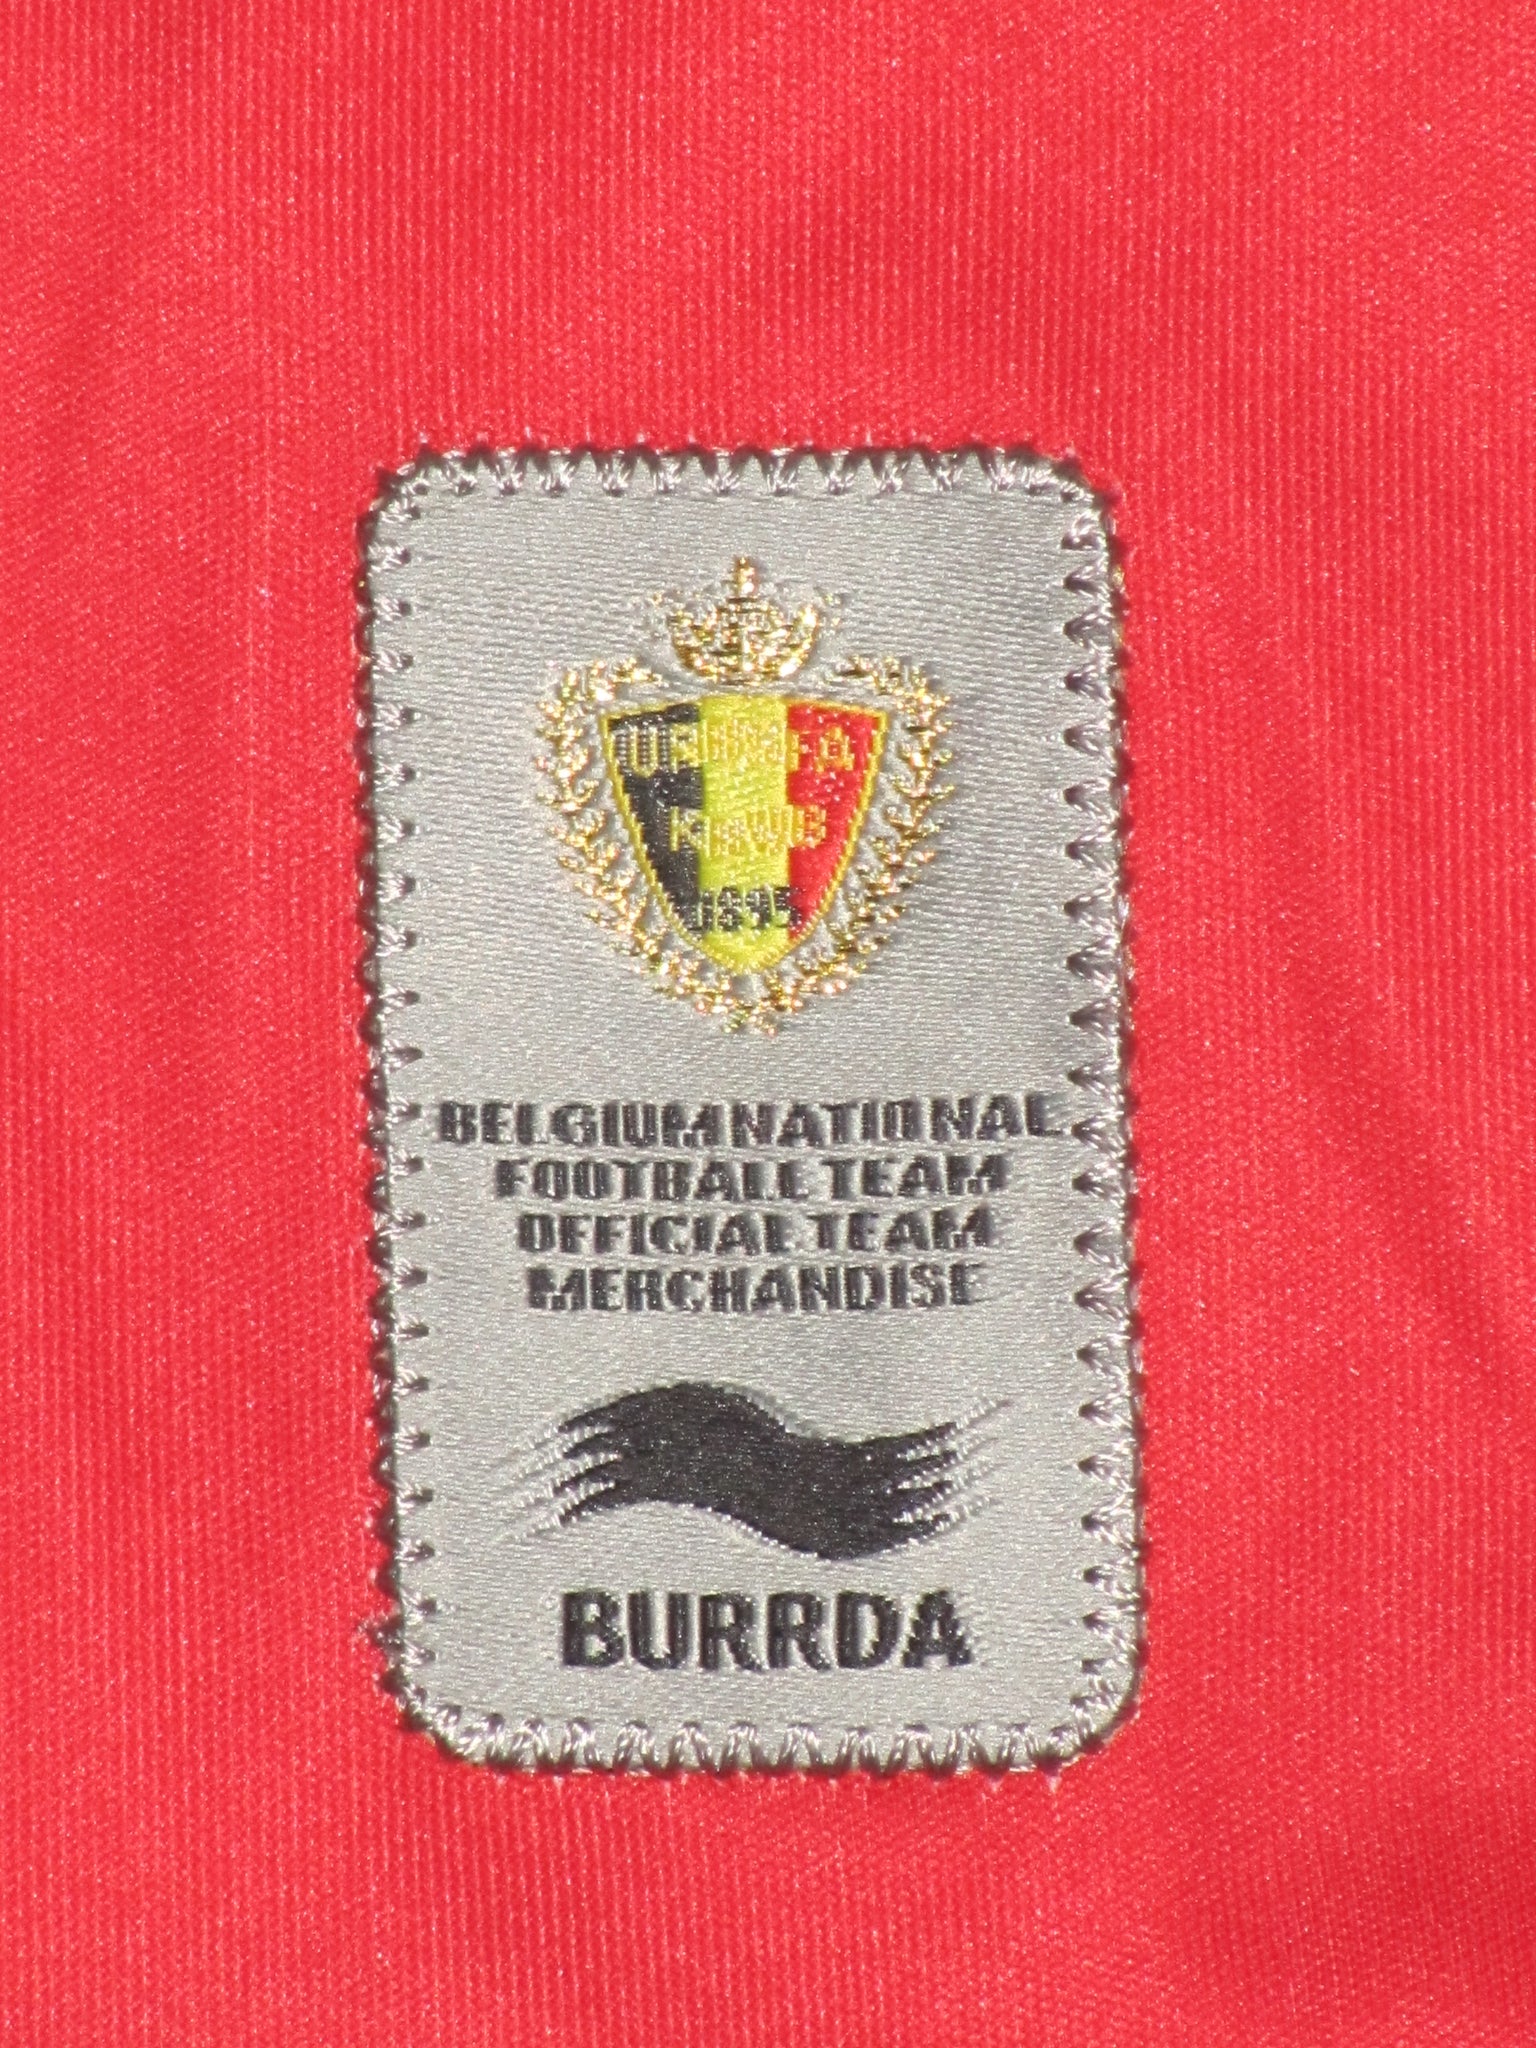 1895
BELGIUM NATIONAL
FOOTBALL TEAM
OFFICIAL TEAM
MERCHANDISE
BURRDA